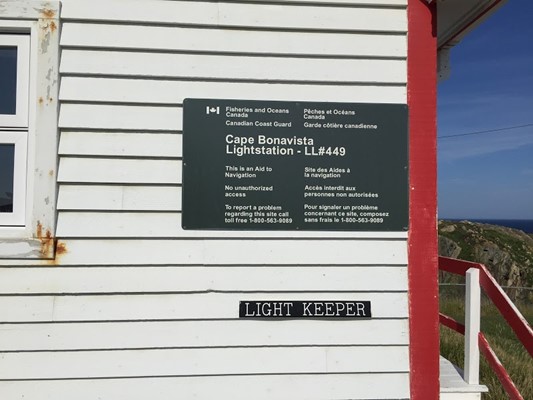 Fisheries and Oceans
Canada
Canadian Coast Guard
Pêches et Océans
Canada
Garde côtière canadienne
Cape Bonavista
Lightstation - LL#449
This is an Aid to
Navigation
No unauthorized
access
To report a problem
regarding this site call
toll free 1-800-563-9089
Site des Aides à
la navigation
Accès interdit aux
personnes non autorisées
Pour signaler un problème
concernant ce site, composez
sans frais le 1-800-563-9089
LIGHT KEEPER